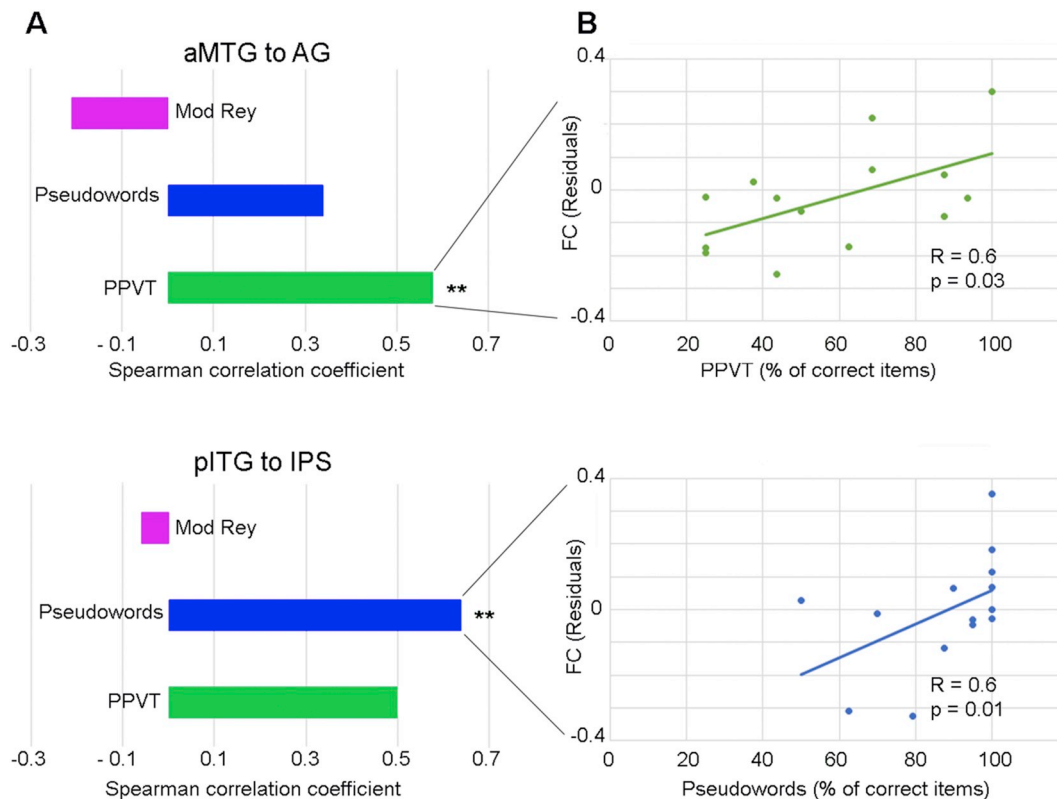 A
aMTG to AG
Mod Rey
Pseudowords
PPVT
**
-0.3 - 0.1 0.1 0.3 0.5 0.7
Spearman correlation coefficient
B
0.4
0
-0.4
FC (Residuals)
R = 0.6
p = 0.03
0 20 40 60 80 100
PPVT (% of correct items)
pITG to IPS
Mod Rey
Pseudowords
**
PPVT
-0.3 - 0.1 0.1 0.3 0.5 0.7
Spearman correlation coefficient
0.4
0
-0.4
FC (Residuals)
R = 0.6
p = 0.01
0 20 40 60 80 100
Pseudowords (% of correct items)